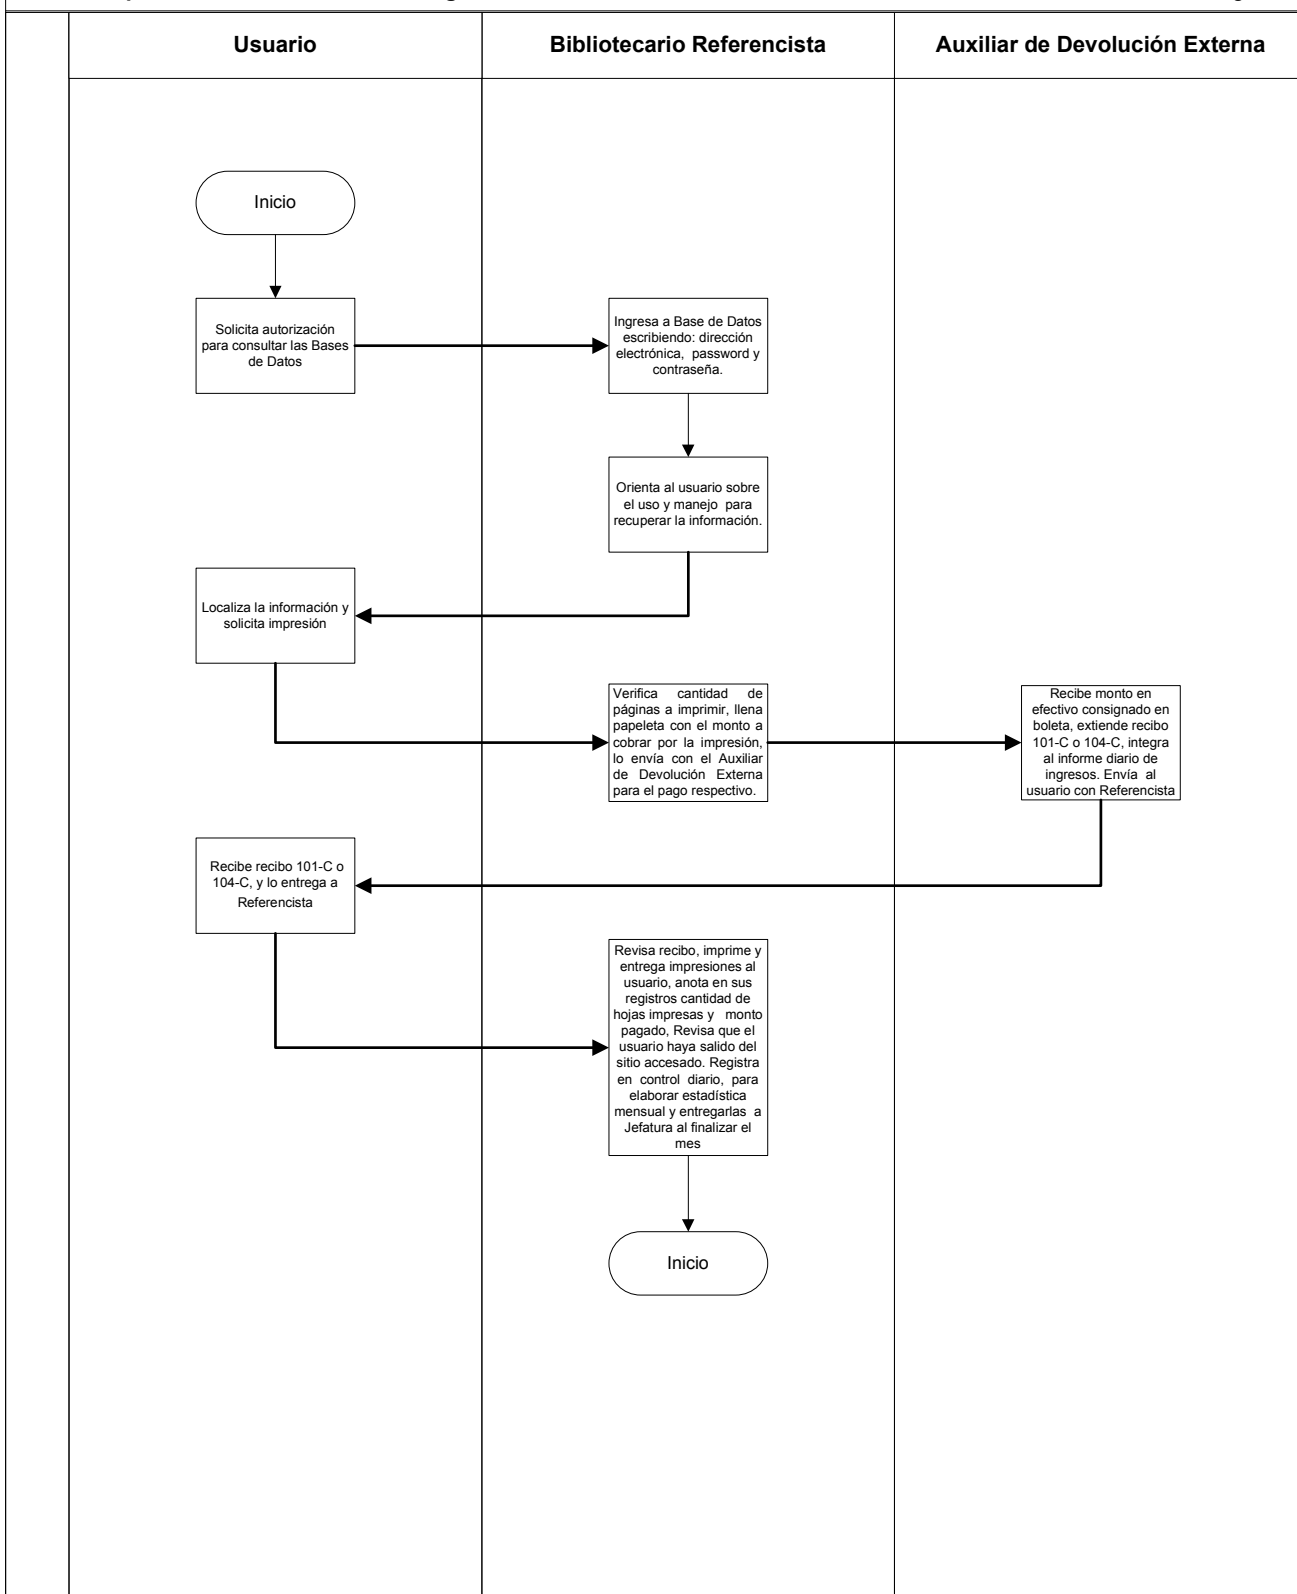 Usuario
Bibliotecario Referencista
Auxiliar de Devolución Externa
Inicio
Solicita autorización
para consultar las Bases
de Datos
Ingresa a Base de Datos
escribiendo: dirección
electrónica, password y
contraseña.
Orienta al usuario sobre
el uso y manejo para
recuperar la información.
Localiza la información y
solicita impresión
Verifica cantidad de
páginas a imprimir, llena
papeleta con el monto a
cobrar por la impresión,
lo envía con el Auxiliar
de Devolución Externa
para el pago respectivo.
Recibe monto en
efectivo consignado en
boleta, extiende recibo
101-C o 104-C, integra
al informe diario de
ingresos. Envía al
usuario con Referencista
Recibe recibo 101-C o
104-C, y lo entrega a
Referencista
Revisa recibo, imprime y
entrega impresiones al
usuario, anota en sus
registros cantidad de
hojas impresas y monto
pagado, Revisa que el
usuario haya salido del
sitio accesado. Registra
en control diario, para
elaborar estadística
mensual y entregarlas a
Jefatura al finalizar el
mes
Inicio